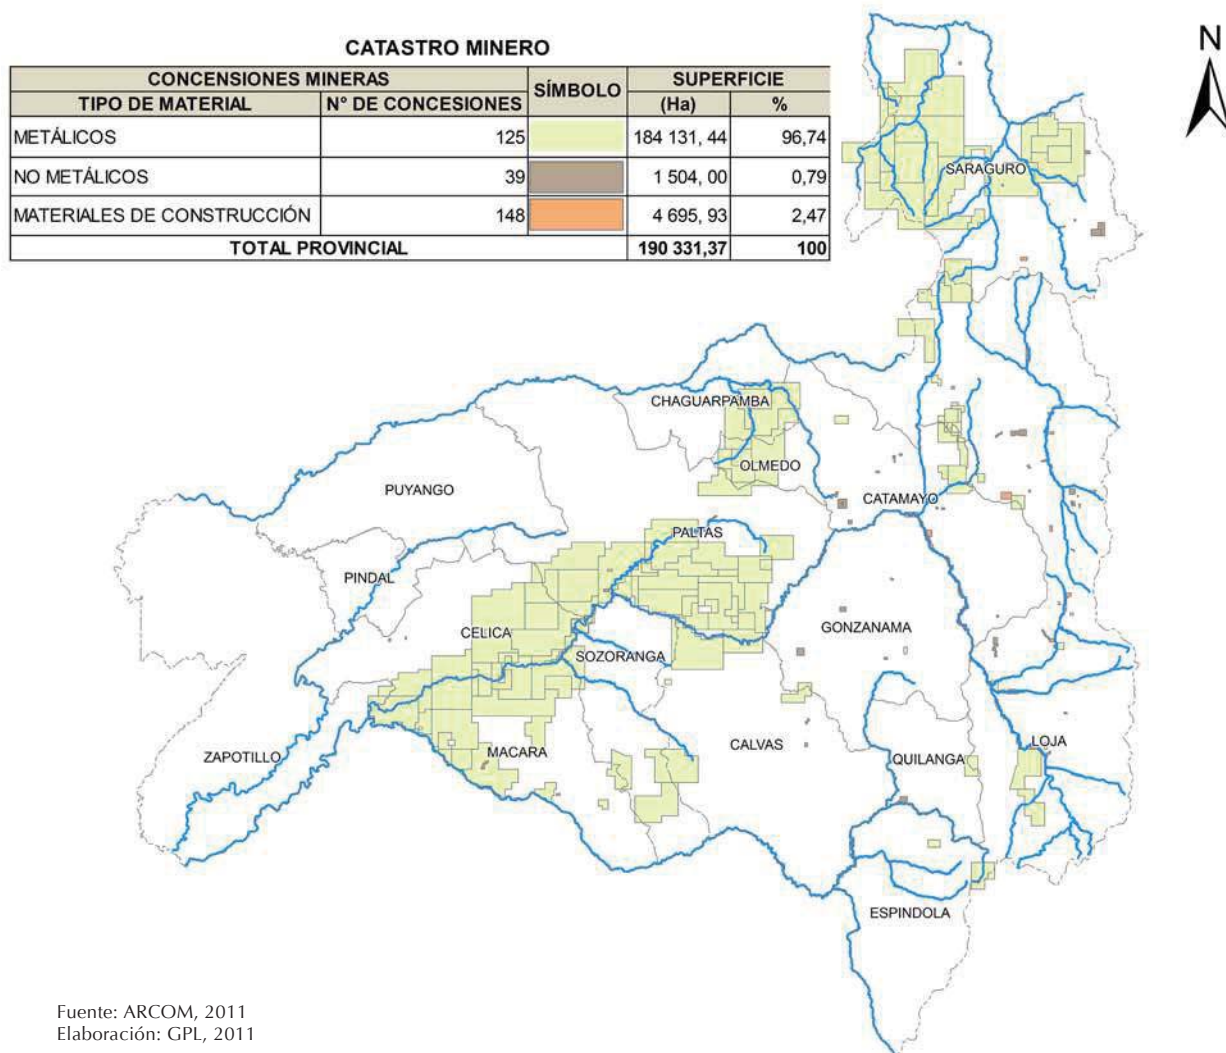 CATASTRO MINERO
N
CONCENSIONES MINERAS SÍMBOLO SUPERFICIE
TIPO DE MATERIAL N° DE CONCESIONES (Ha) %
METÁLICOS 125 184 131, 44 96,74
NO METÁLICOS 39 1 504, 00 0,79
MATERIALES DE CONSTRUCCIÓN 148 4 695, 93 2,47
TOTAL PROVINCIAL 190 331,37 100
SARAGURO
CHAGUARPAMBA
OLMEDO
PUYANGO
CATAMAYO
PALTAS
PINDAL
CELICA
GONZANAMA
SOZORANGA
ZAPOTILLO
MACARA
CALVAS
QUILANGA
LOJA
ESPINDOLA
Fuente: ARCOM, 2011
Elaboración: GPL, 2011